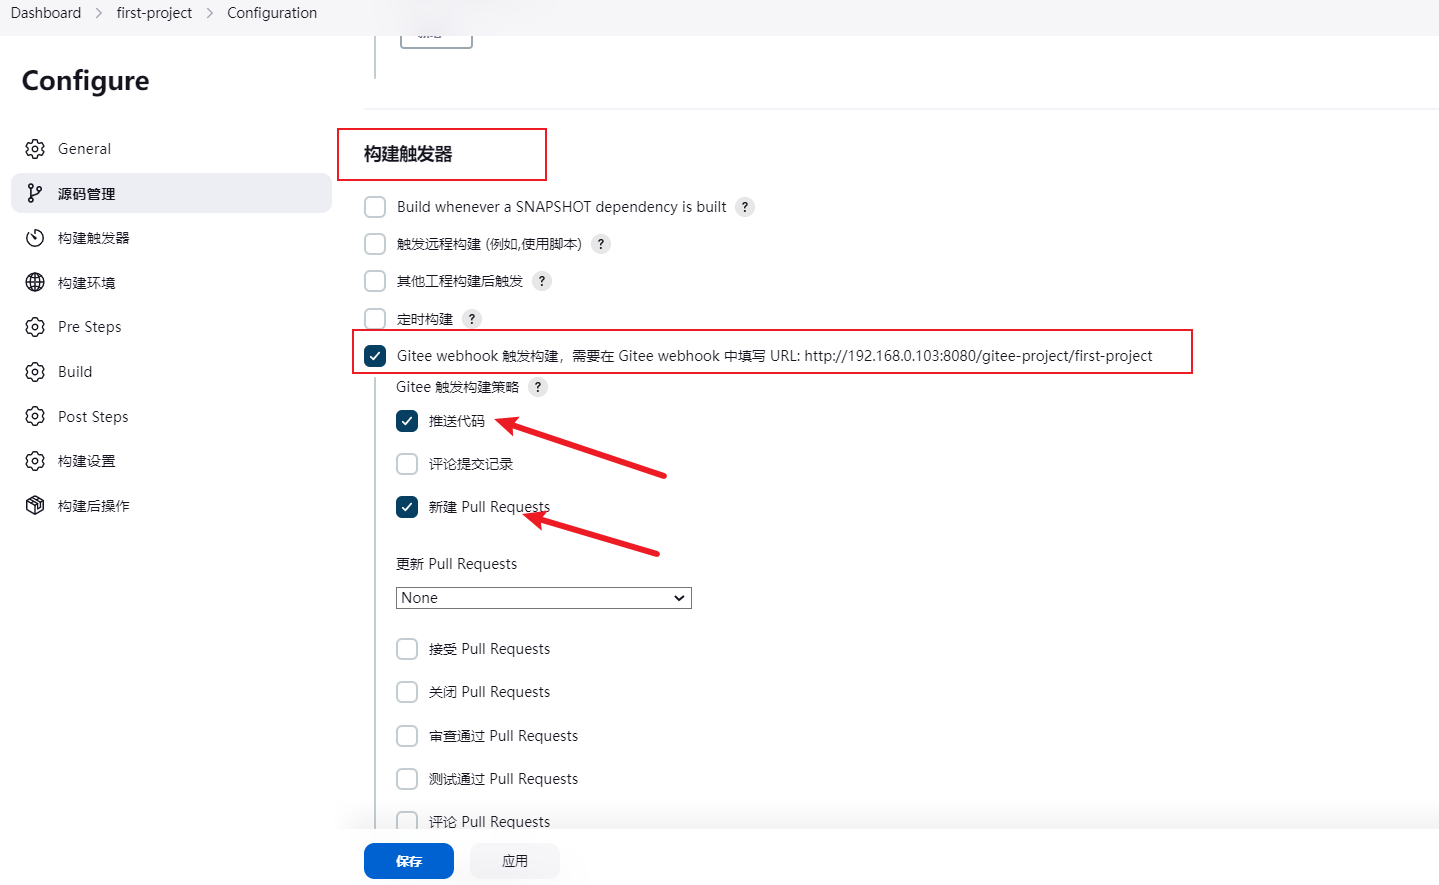 Dashboard > first-project > Configuration
Configure
General
源码管理
构建触发器
构建环境
Pre Steps
Build
Post Steps
构建设置
构建后操作
构建触发器
Build whenever a SNAPSHOT dependency is built ?
触发远程构建 (例如,使用脚本) ?
其他工程构建后触发 ?
定时构建 ?
Gitee webhook 触发构建，需要在 Gitee webhook 中填写 URL: http://192.168.0.103:8080/gitee-project/first-project
Gitee 触发构建策略 ?
推送代码
评论提交记录
新建 Pull Requests
更新 Pull Requests
None
接受 Pull Requests
关闭 Pull Requests
审查通过 Pull Requests
测试通过 Pull Requests
评论 Pull Requests
保存
应用